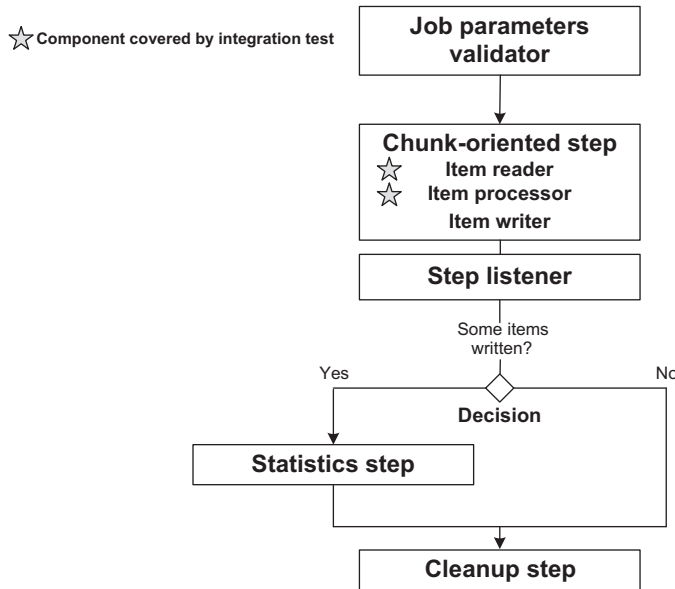 Component covered by integration test
Job parameters
validator
Chunk-oriented step
Item reader
Item processor
Item writer
Step listener
Some items
written?
Yes
No
Decision
Statistics step
Cleanup step